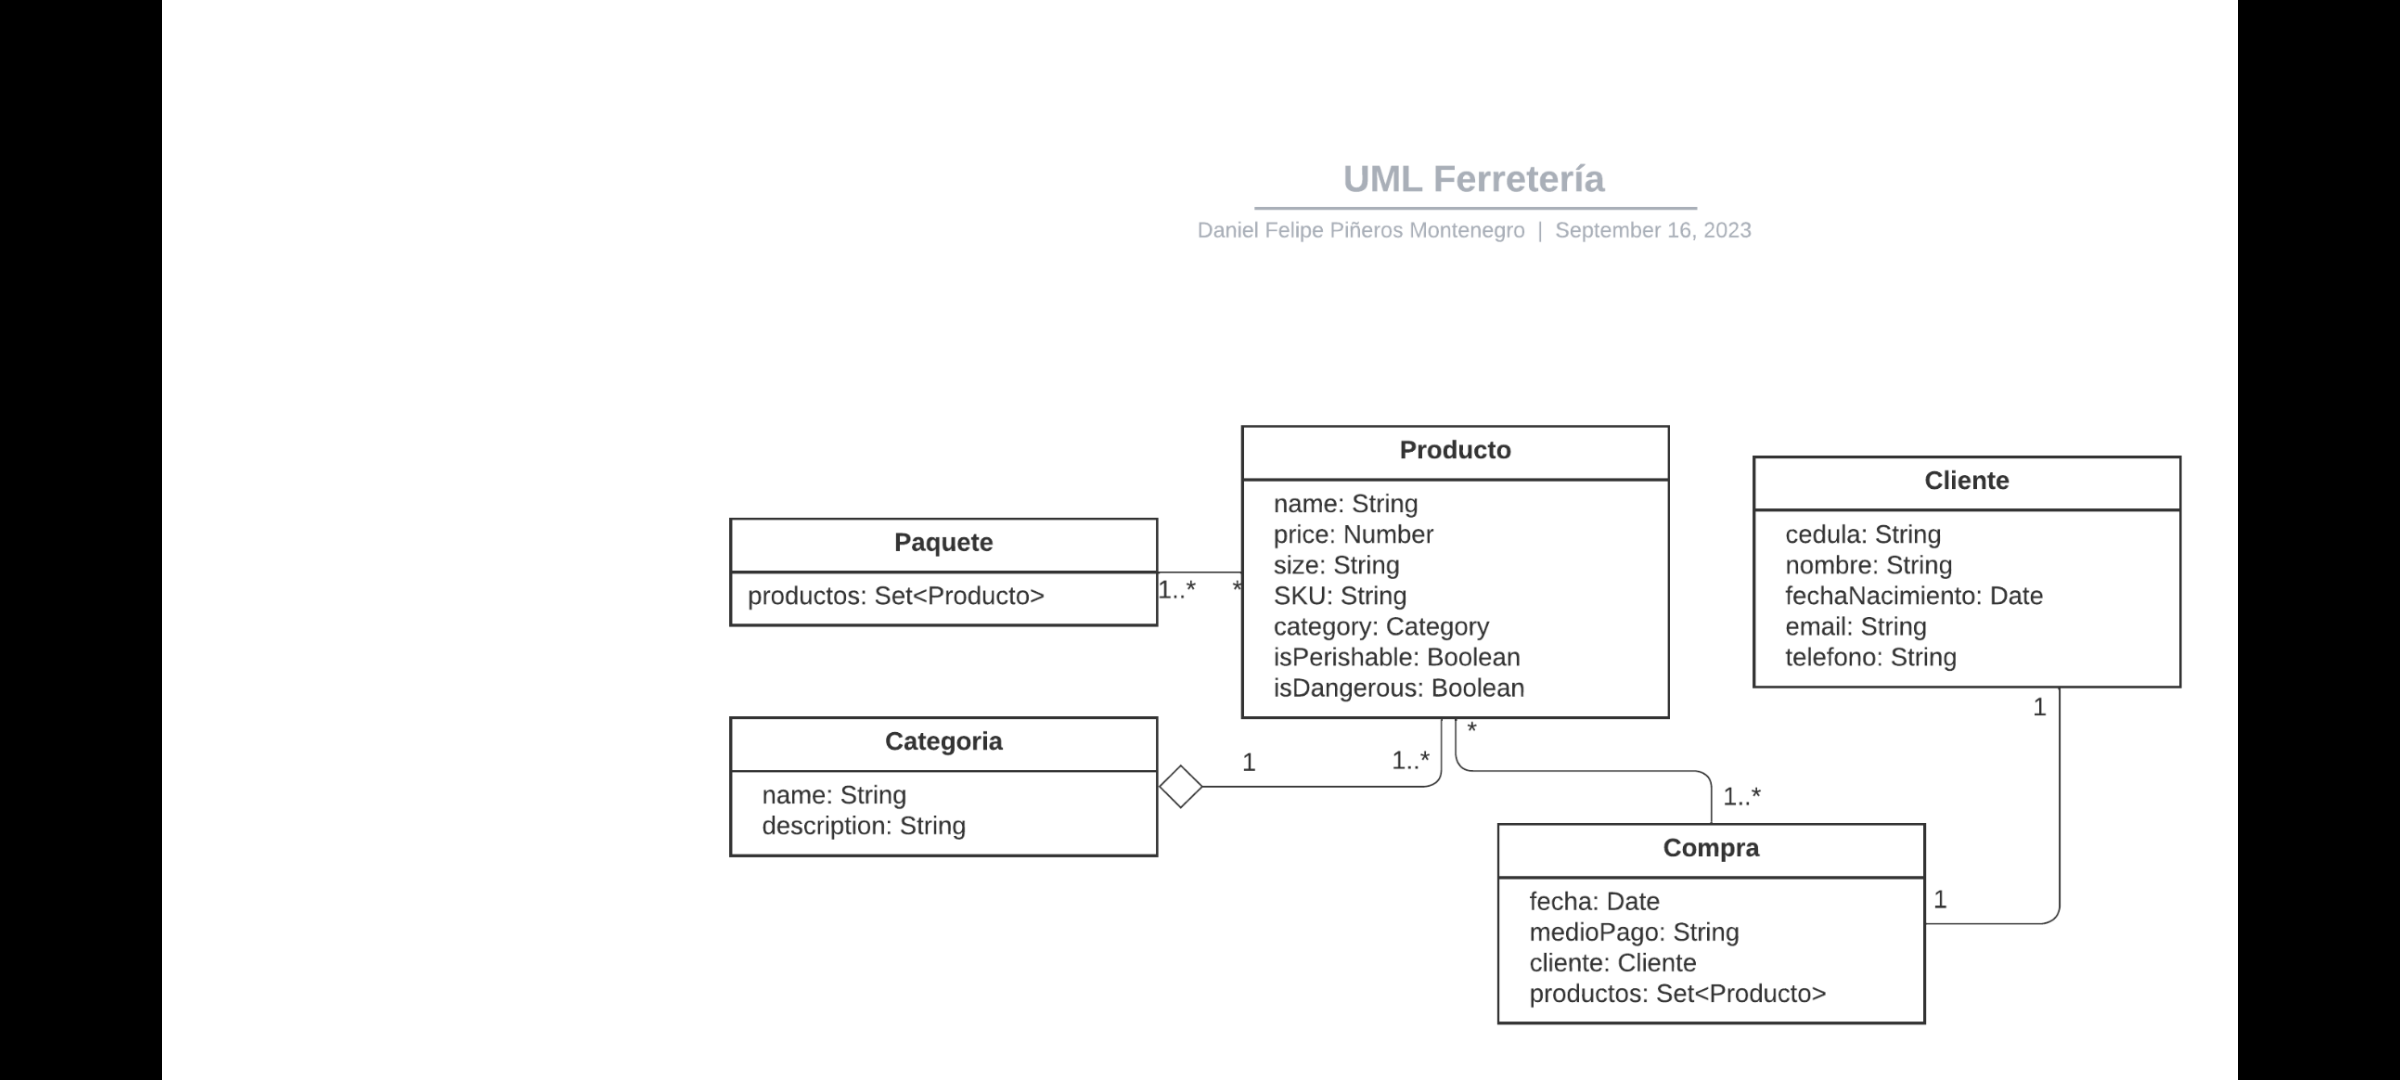 UML Ferretería
Daniel Felipe Piñeros Montenegro | September 16, 2023
Paquete
productos: Set<Producto>
1..*
*
Producto
name: String
price: Number
size: String
SKU: String
category: Category
isPerishable: Boolean
isDangerous: Boolean
Cliente
cedula: String
nombre: String
fechaNacimiento: Date
email: String
telefono: String
Categoria
name: String
description: String
1
1..*
*
1..*
1
1
Compra
fecha: Date
medioPago: String
cliente: Cliente
productos: Set<Producto>